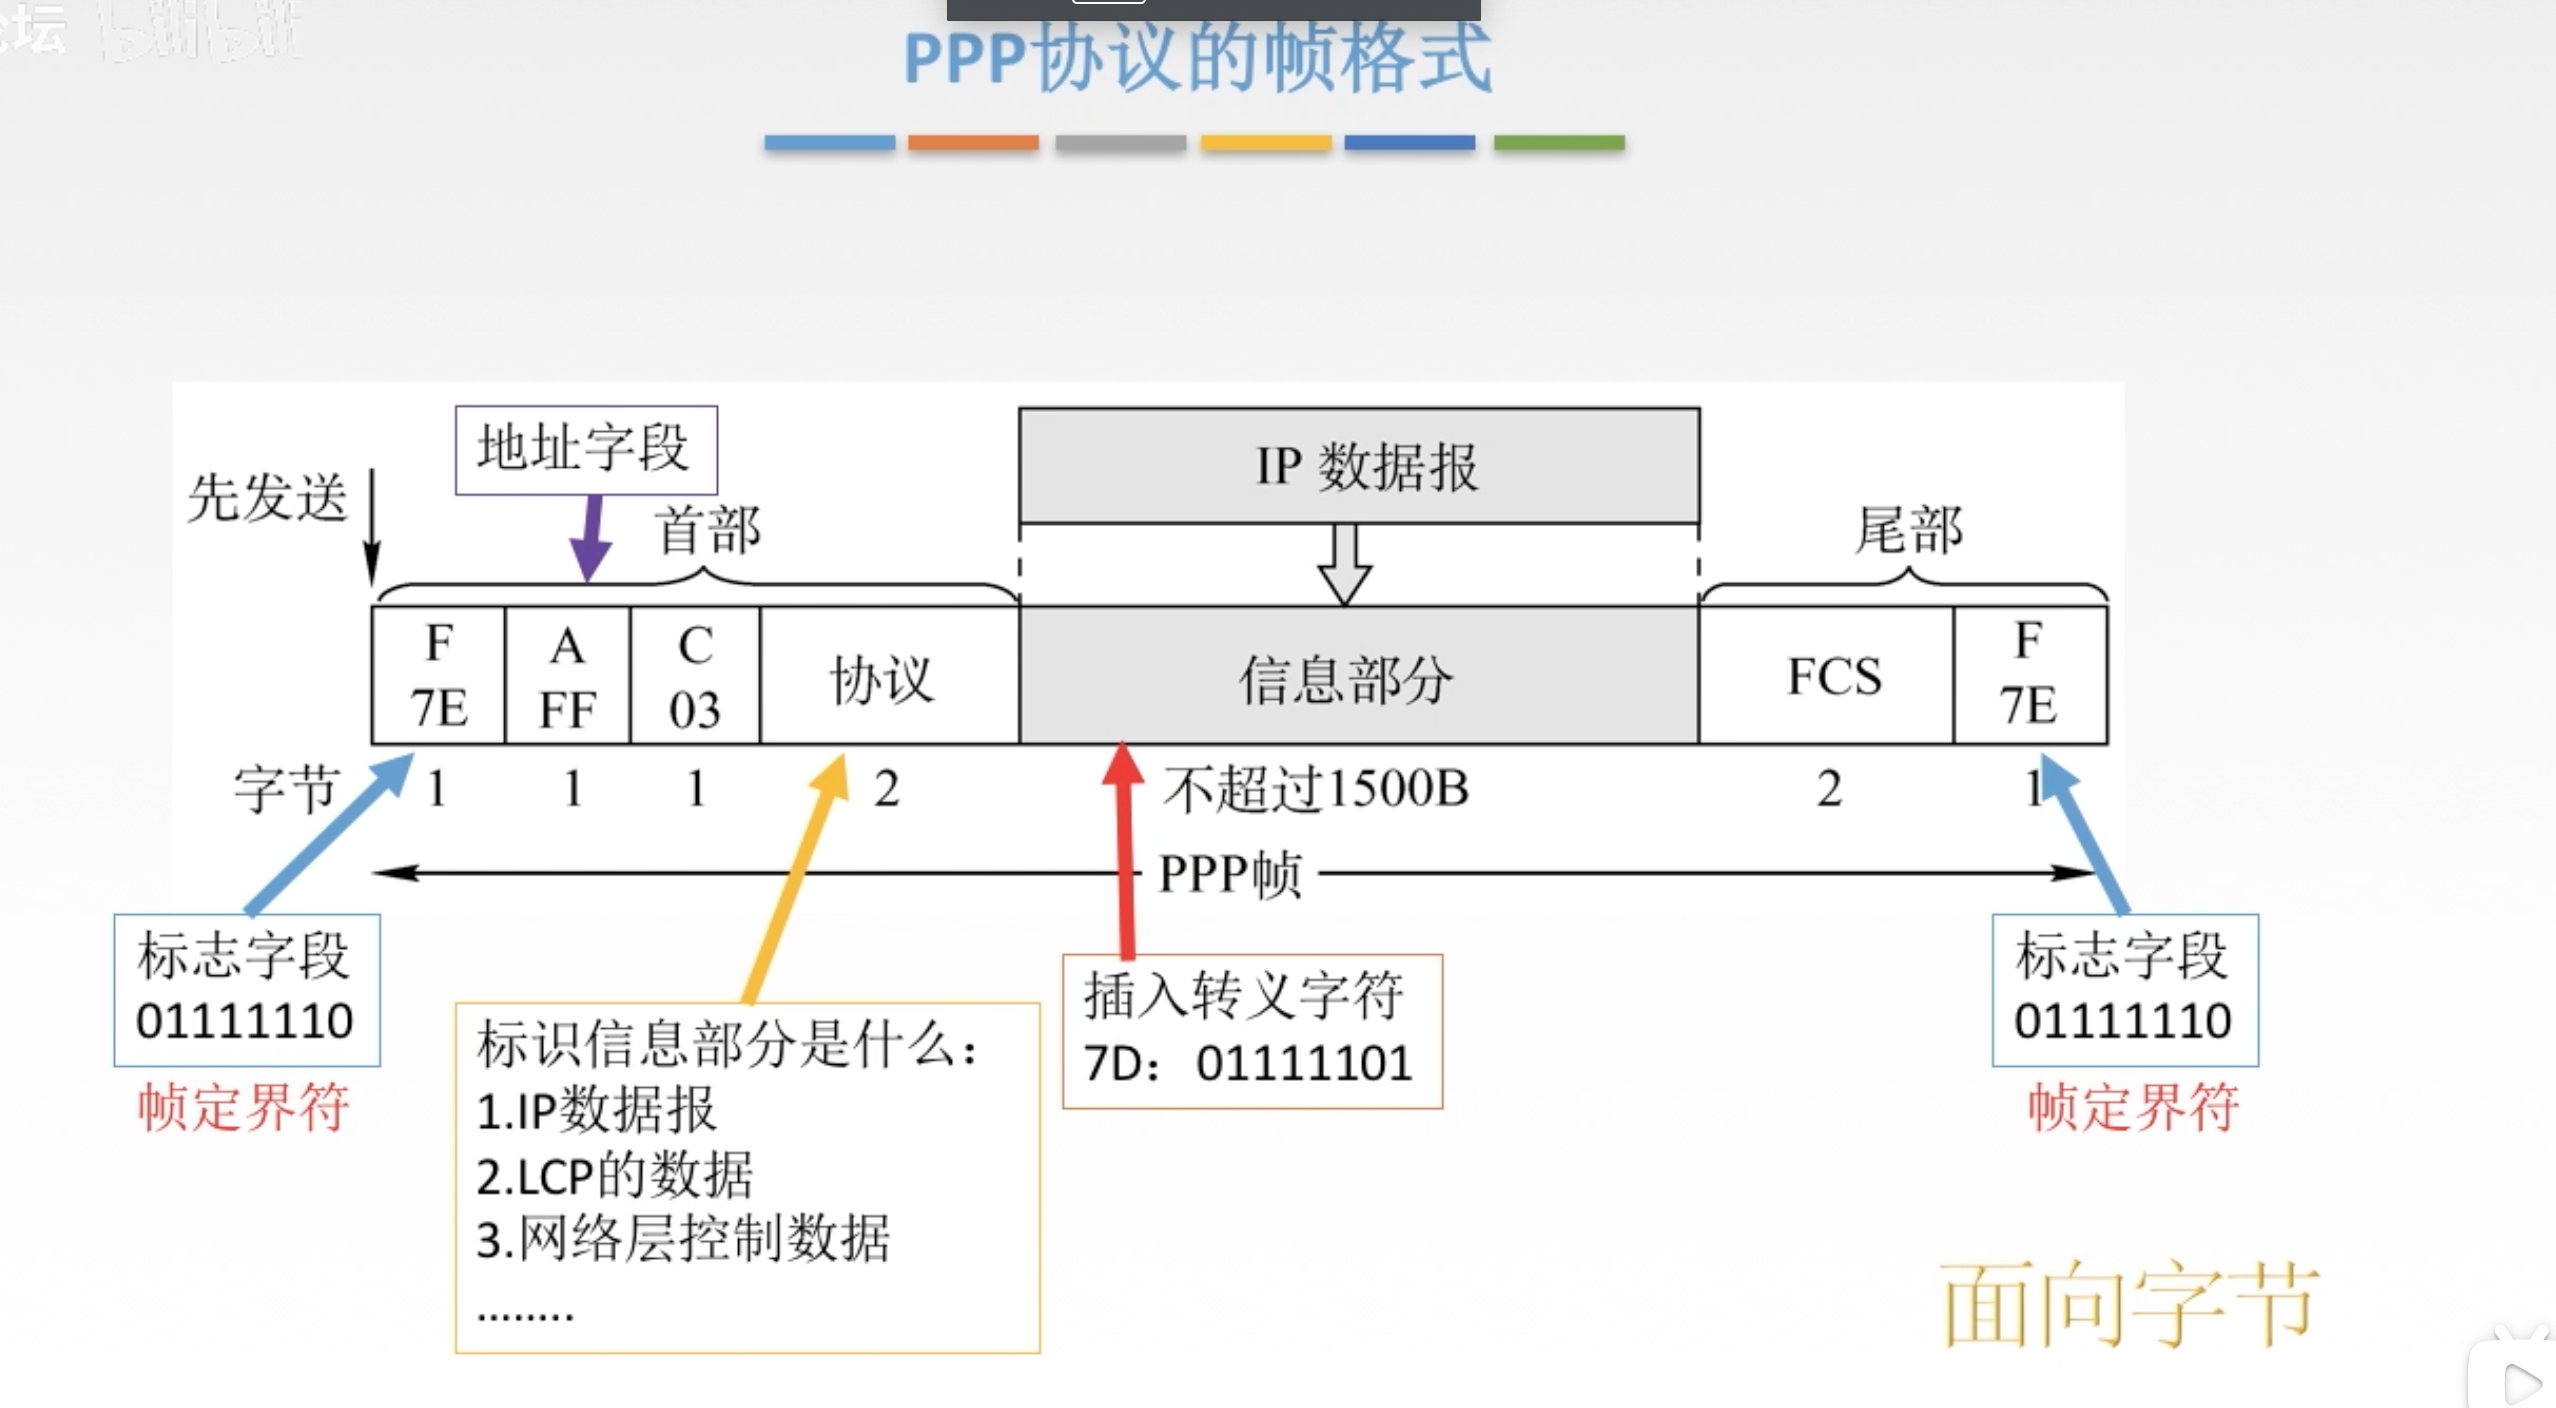 坛 bilibili
PPP协议的帧格式
地址字段
IP 数据报
先发送
首部
尾部
F
7E
A
FF
C
03
协议
信息部分
FCS
F
7E
字节
1
1
1
2
不超过1500B
2
1
PPP帧
标志字段
01111110
帧定界符
标识信息部分是什么：
1.IP数据报
2.LCP的数据
3.网络层控制数据
........
插入转义字符
7D：01111101
标志字段
01111110
帧定界符
面向字节